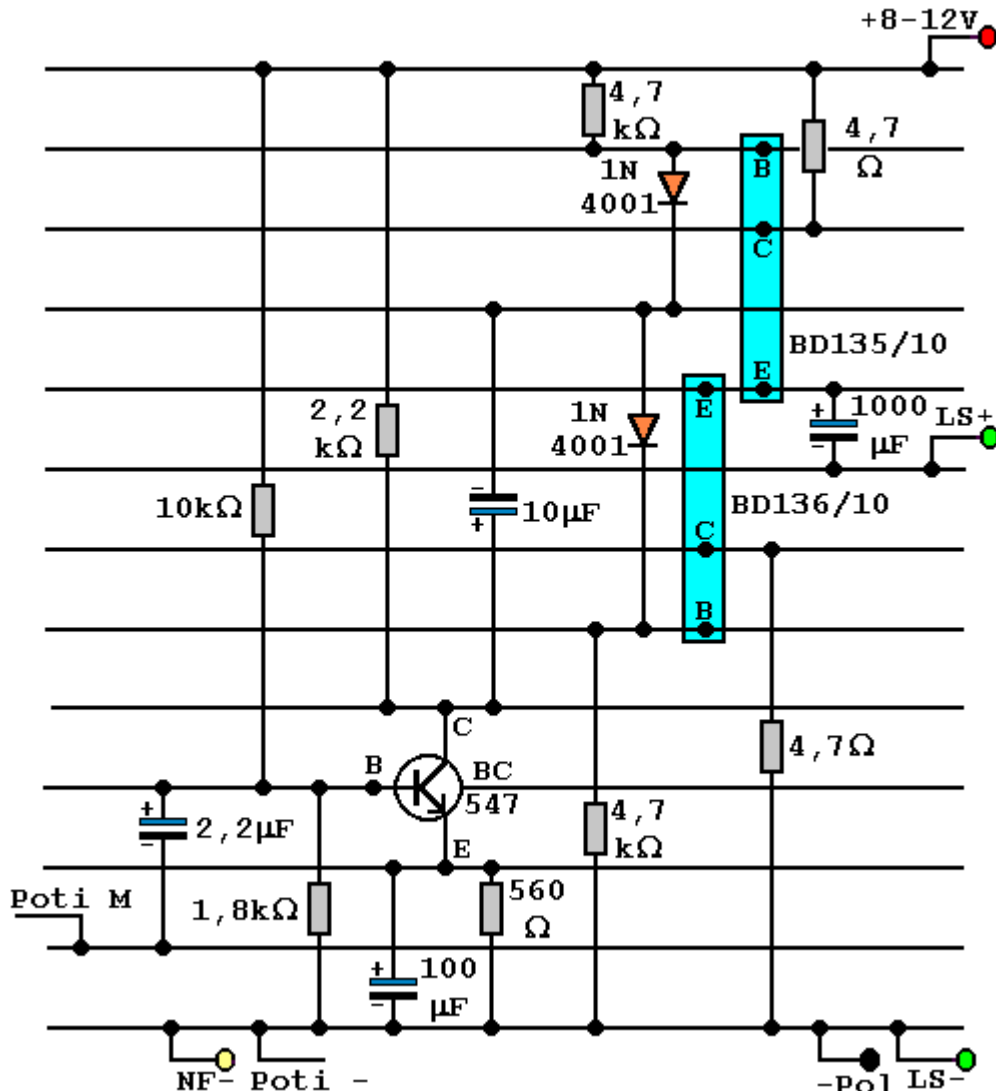 +8-12V
4,7
kΩ
4,7
Ω
B
1N
4001
C
BD135/10
E
E
2,2
kΩ
1N
4001
+
1000
µF
-
LS+
10kΩ
-
10µF
+
BD136/10
C
B
C
4,7Ω
B
BC
547
+
2,2µF
-
4,7
kΩ
E
Poti M
1,8kΩ
560
Ω
+
100
µF
-
NF-
Poti -
-Pol
LS-